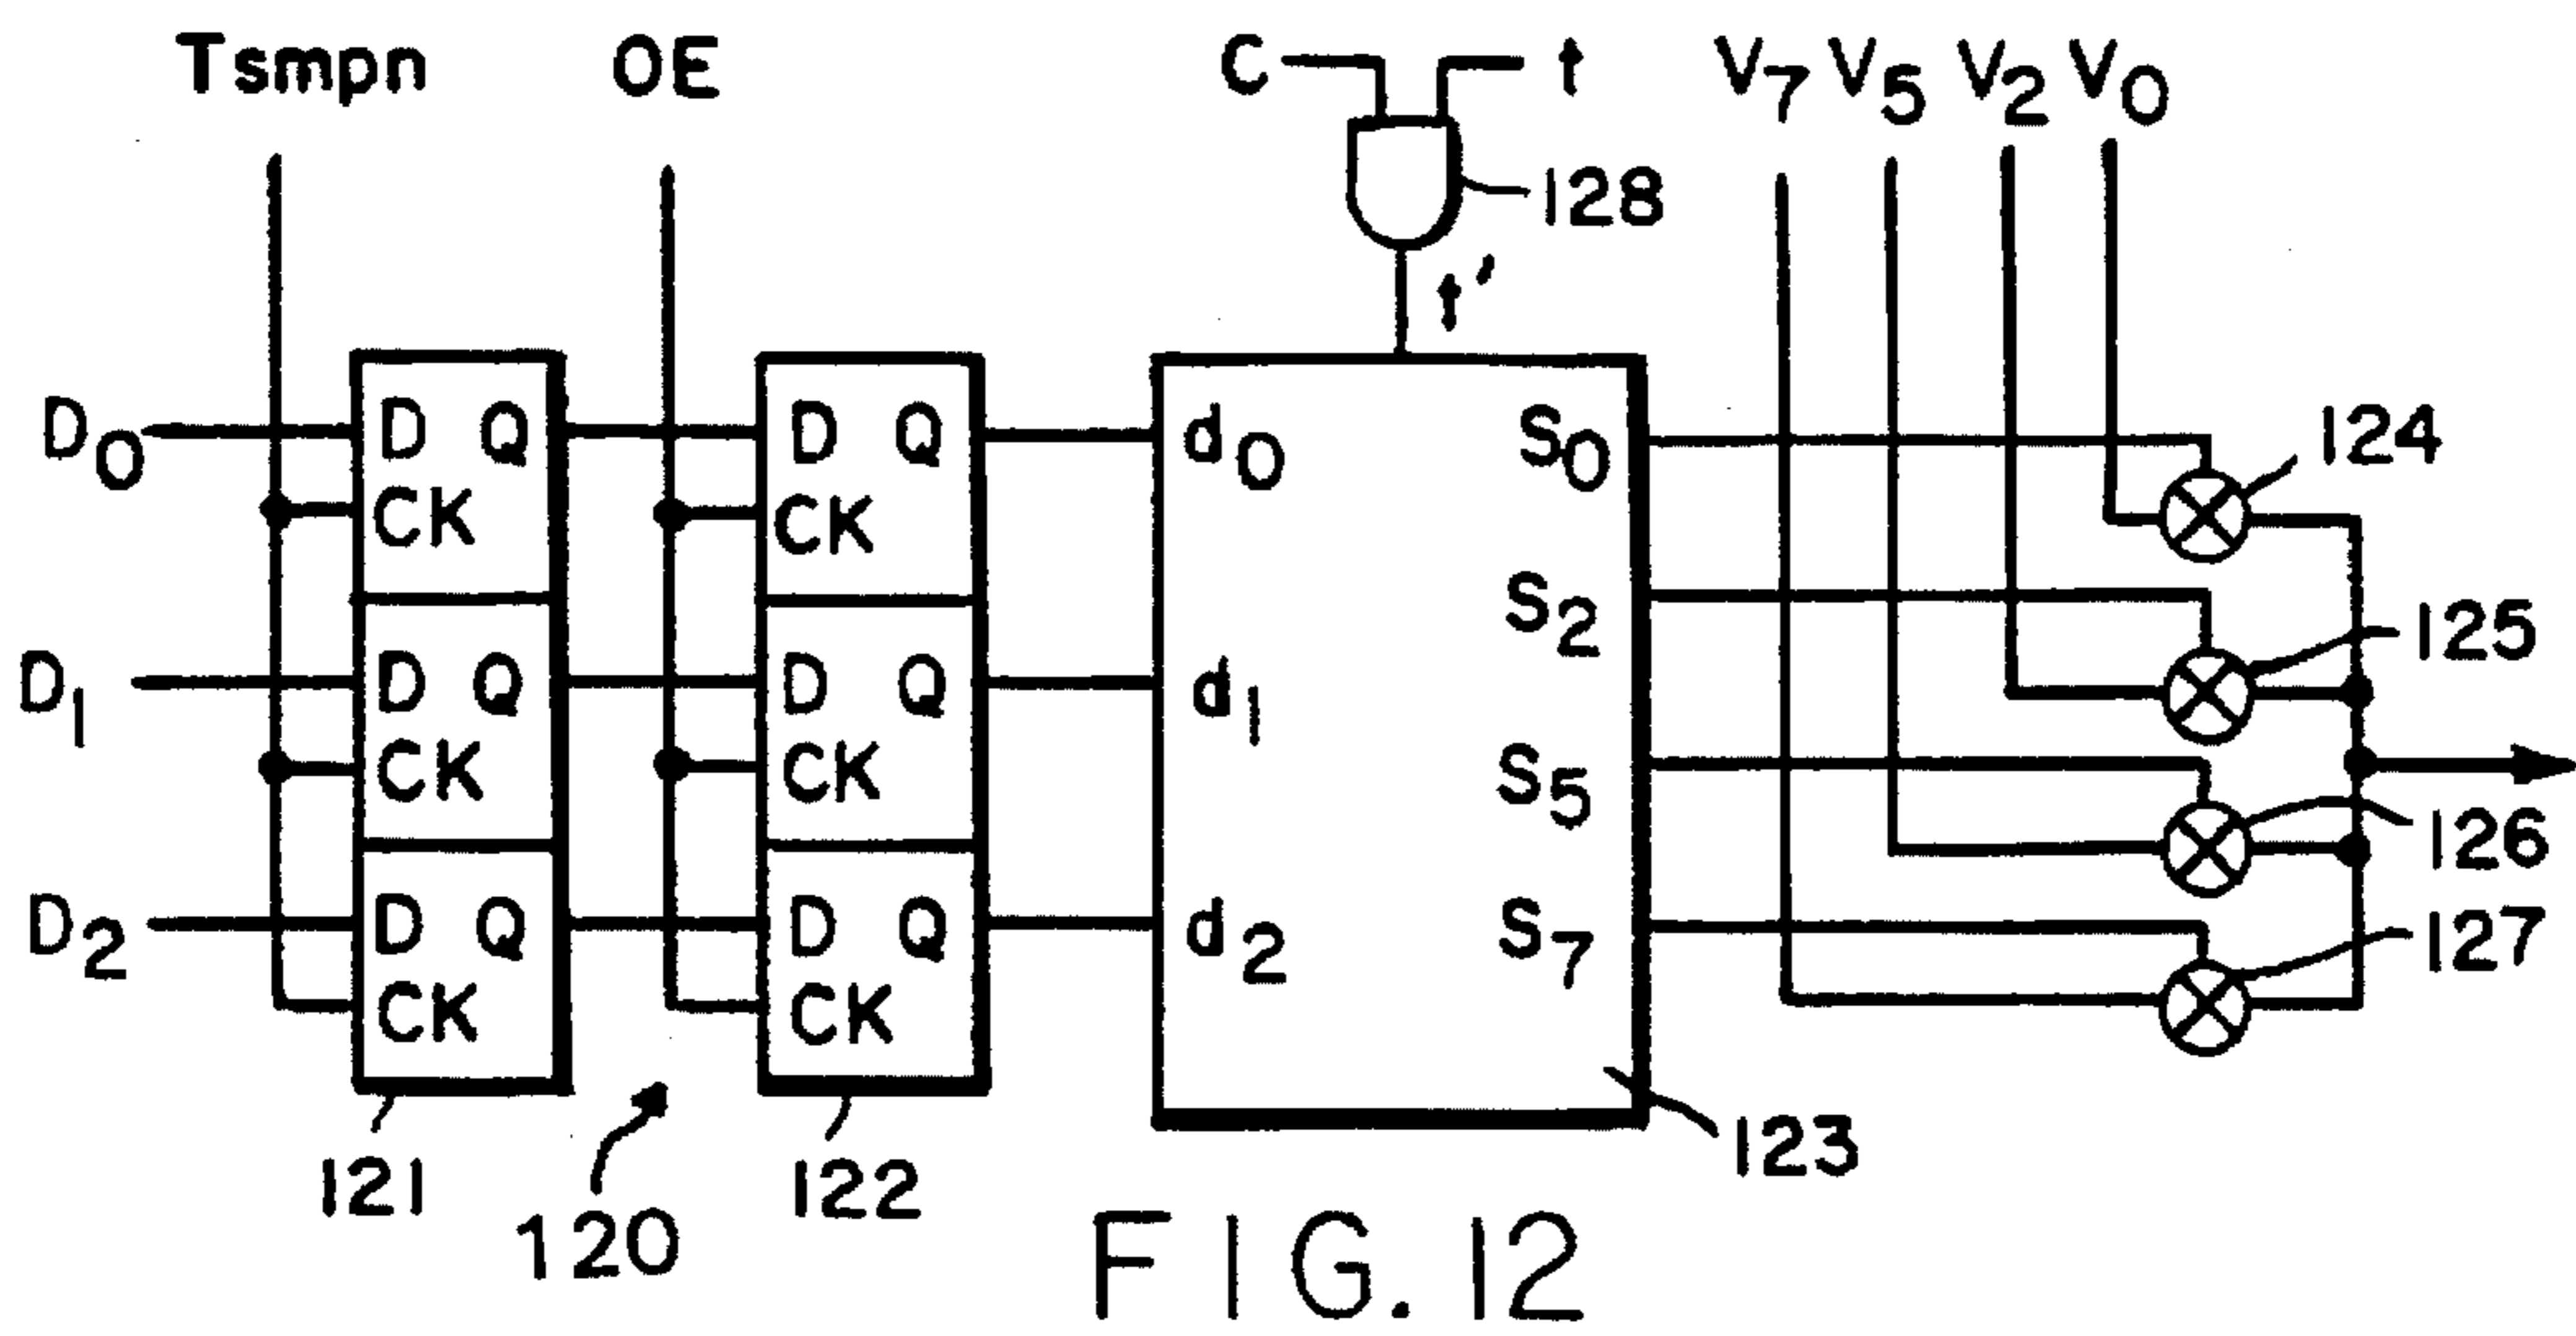 Tsmpn OE C t V7 V5 V2 V0
128
t'
D0 D Q D Q d0 S0 124
CK CK
S2 125
D1 D Q D Q d1
CK CK S5 126
D2 D Q D Q d2 S7 127
CK CK
121 120 122 123
FIG. 12